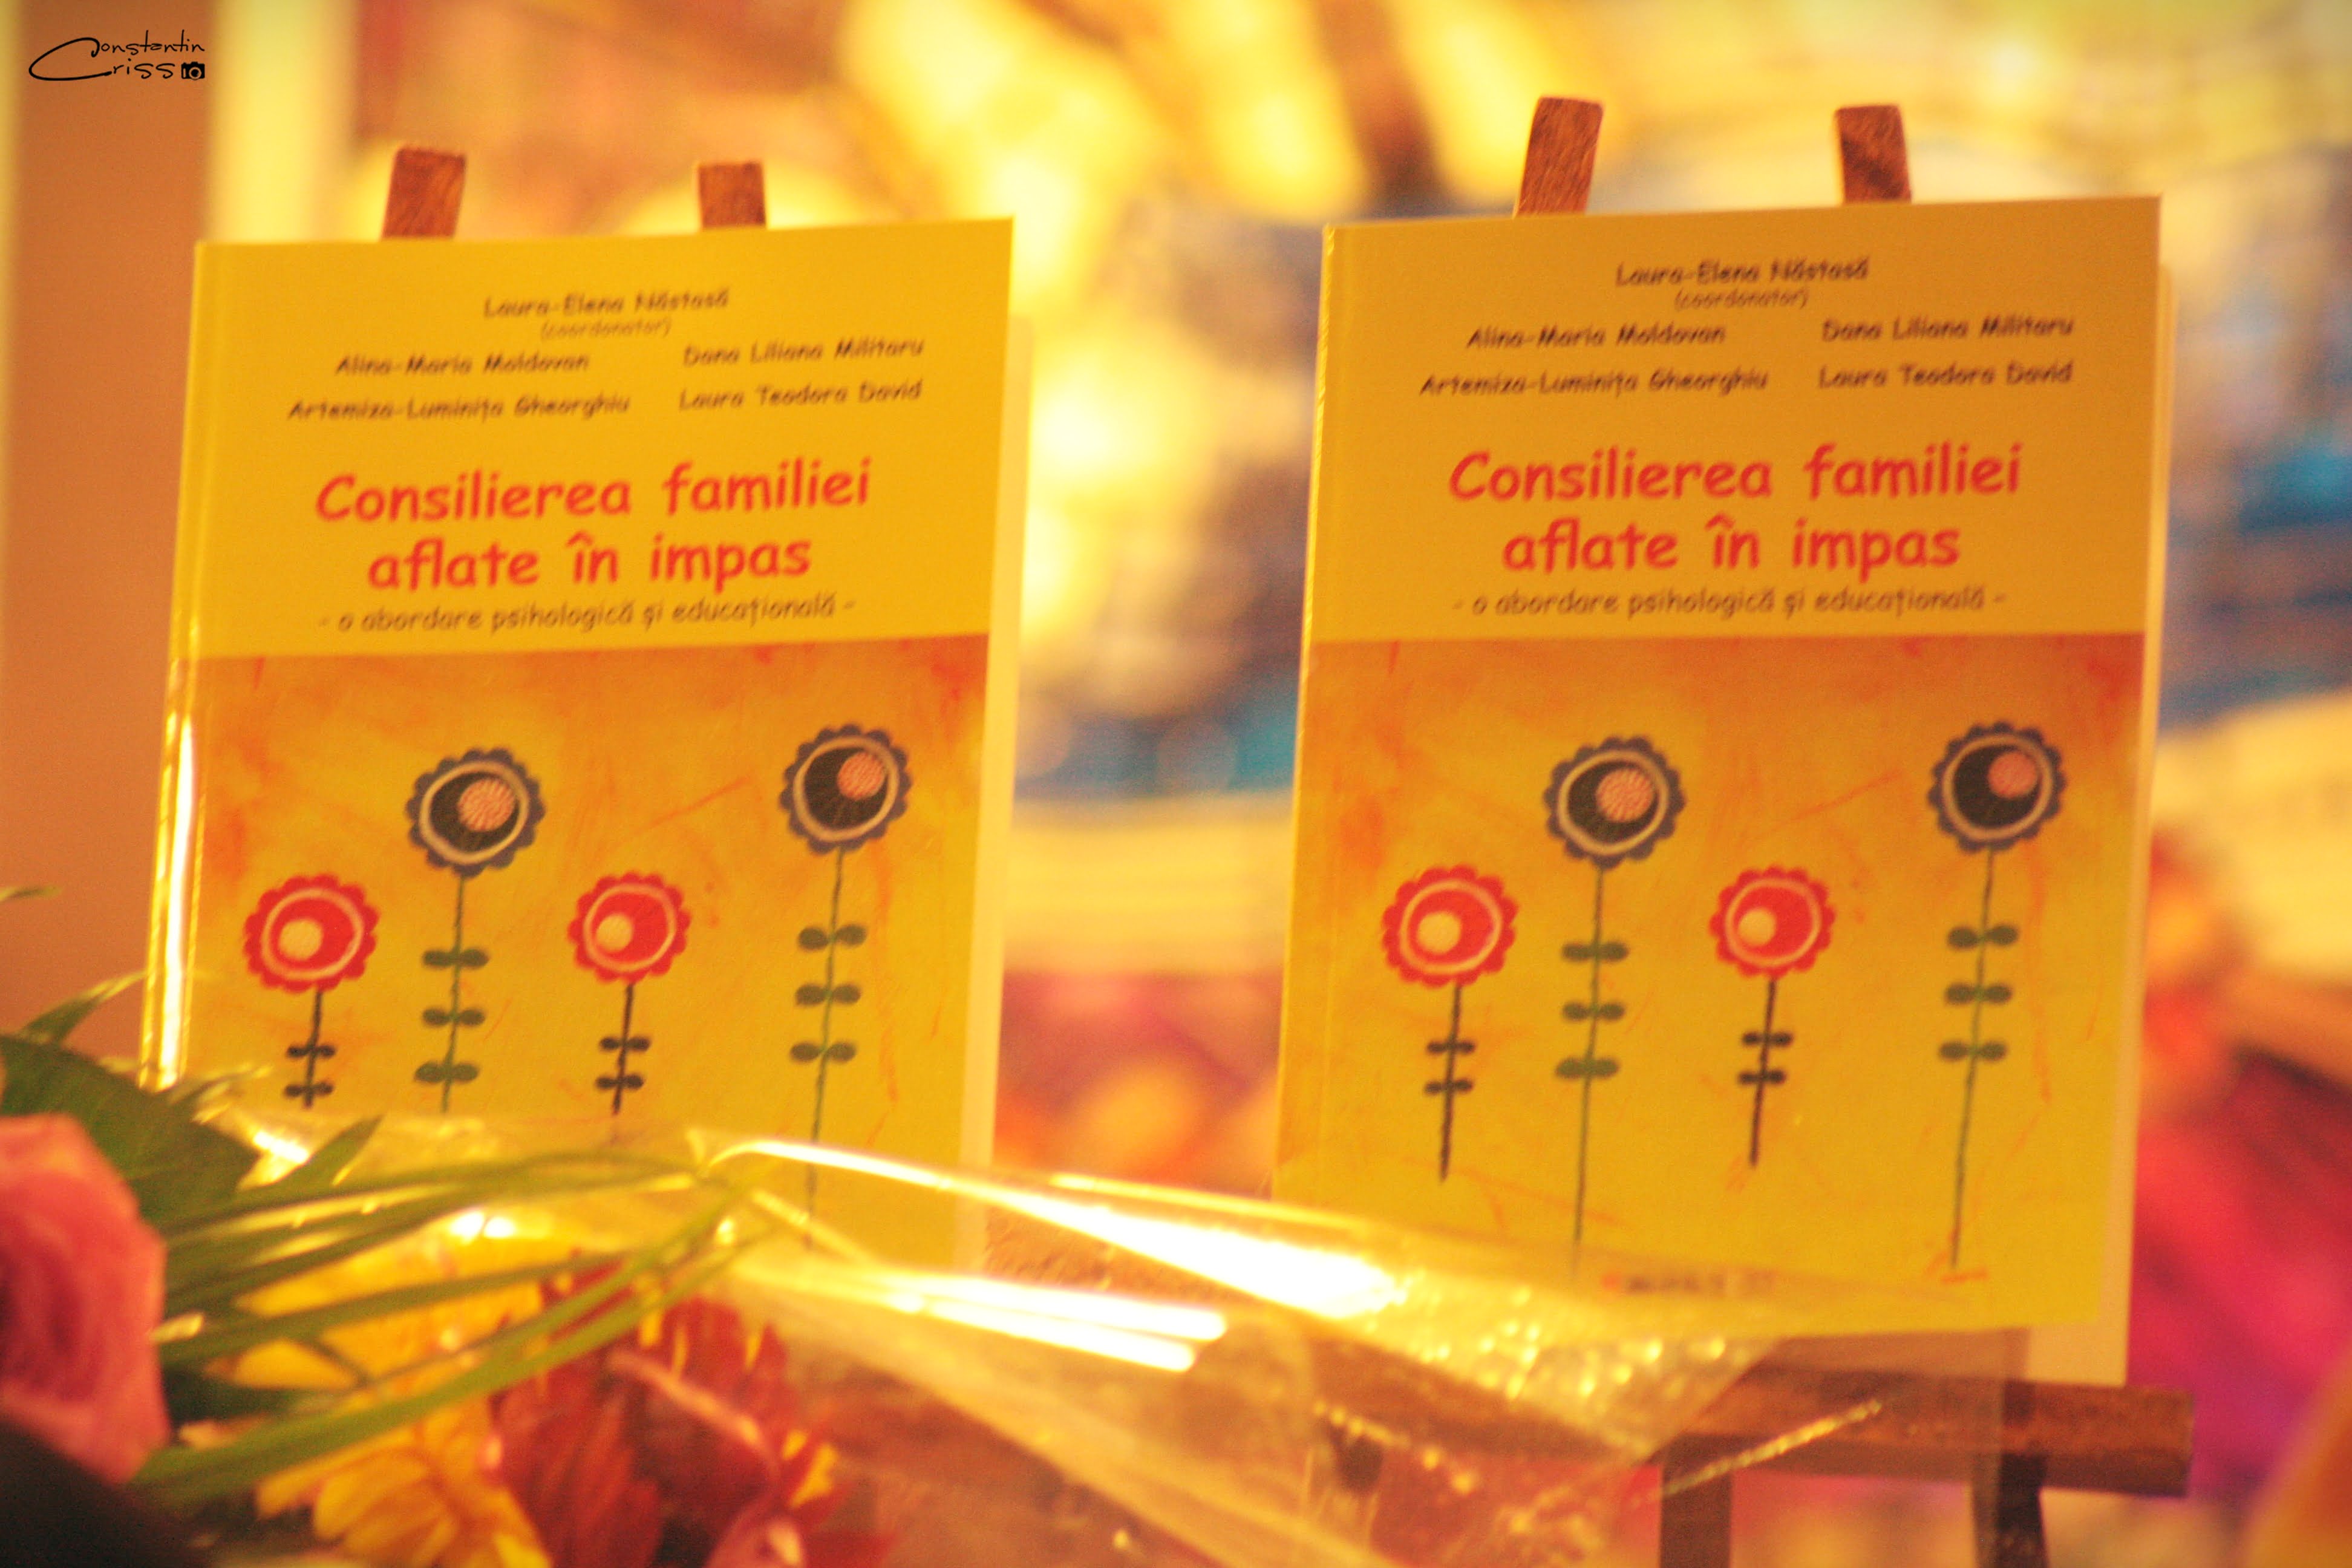 Constantin
Criss
Laura-Elena Năstasă
(coordonator)
Alina-Maria Moldovan Dana Liliana Militaru
Artemiza-Luminița Gheorghiu Laura Teodora David
Consilierea familiei
aflate în impas
- o abordare psihologică și educațională -
Laura-Elena Năstasă
(coordonator)
Alina-Maria Moldovan Dana Liliana Militaru
Artemiza-Luminița Gheorghiu Laura Teodora David
Consilierea familiei
aflate în impas
- o abordare psihologică și educațională -